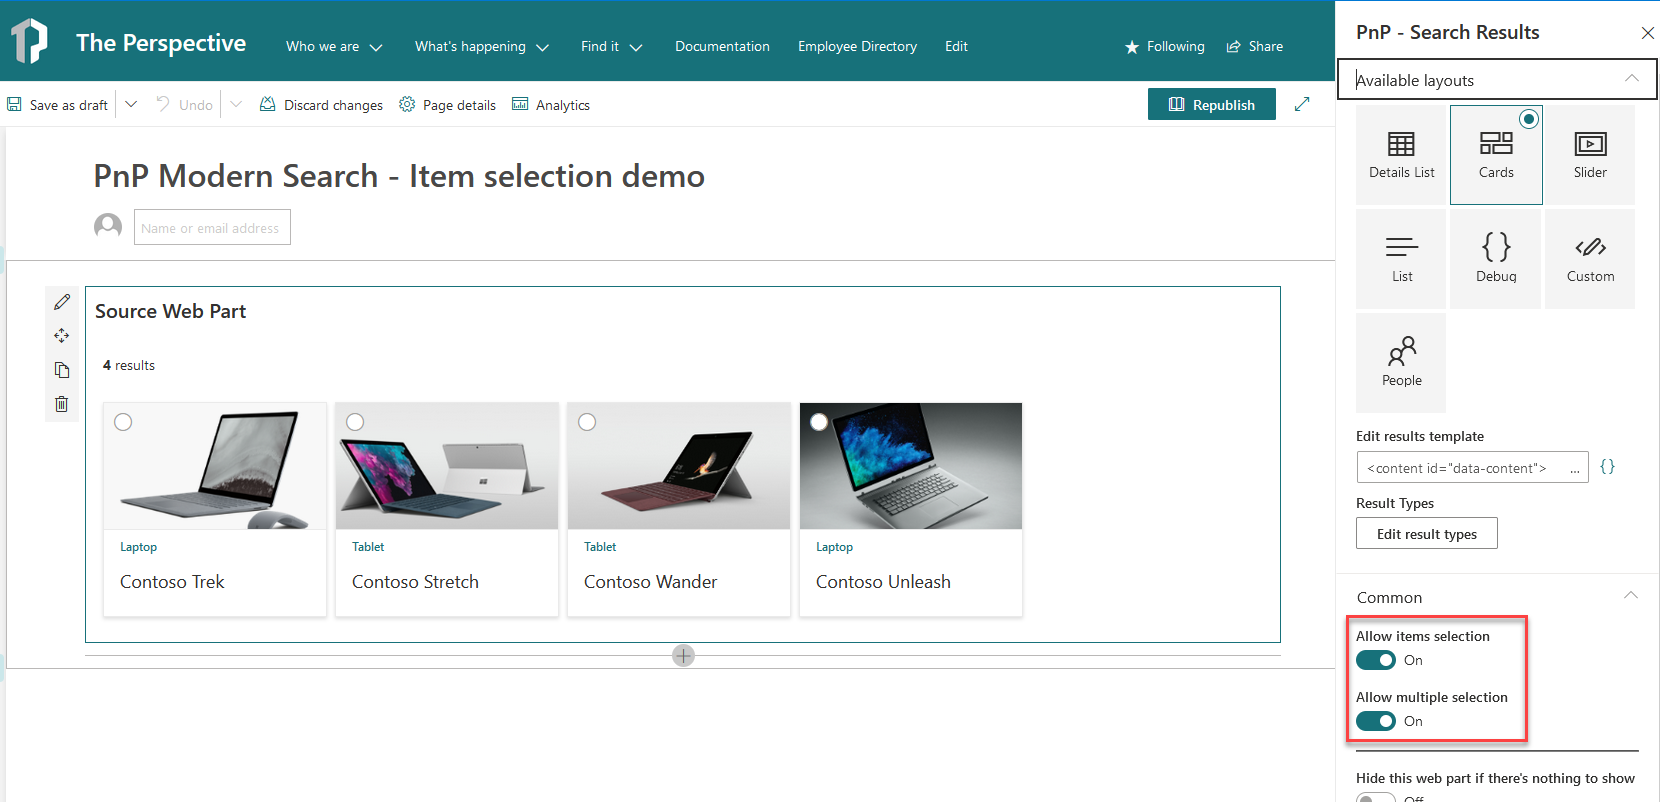 The Perspective
Who we are
What's happening
Find it
Documentation
Employee Directory
Edit
Following
Share
Save as draft
Undo
Discard changes
Page details
Analytics
Republish
PnP Modern Search - Item selection demo
Name or email address
Source Web Part
4 results
Laptop
Contoso Trek
Tablet
Contoso Stretch
Tablet
Contoso Wander
Laptop
Contoso Unleash
PnP - Search Results
Available layouts
Details List
Cards
Slider
List
Debug
Custom
People
Edit results template
<content id="data-content"> ...
Result Types
Edit result types
Common
Allow items selection
On
Allow multiple selection
On
Hide this web part if there's nothing to show
Off